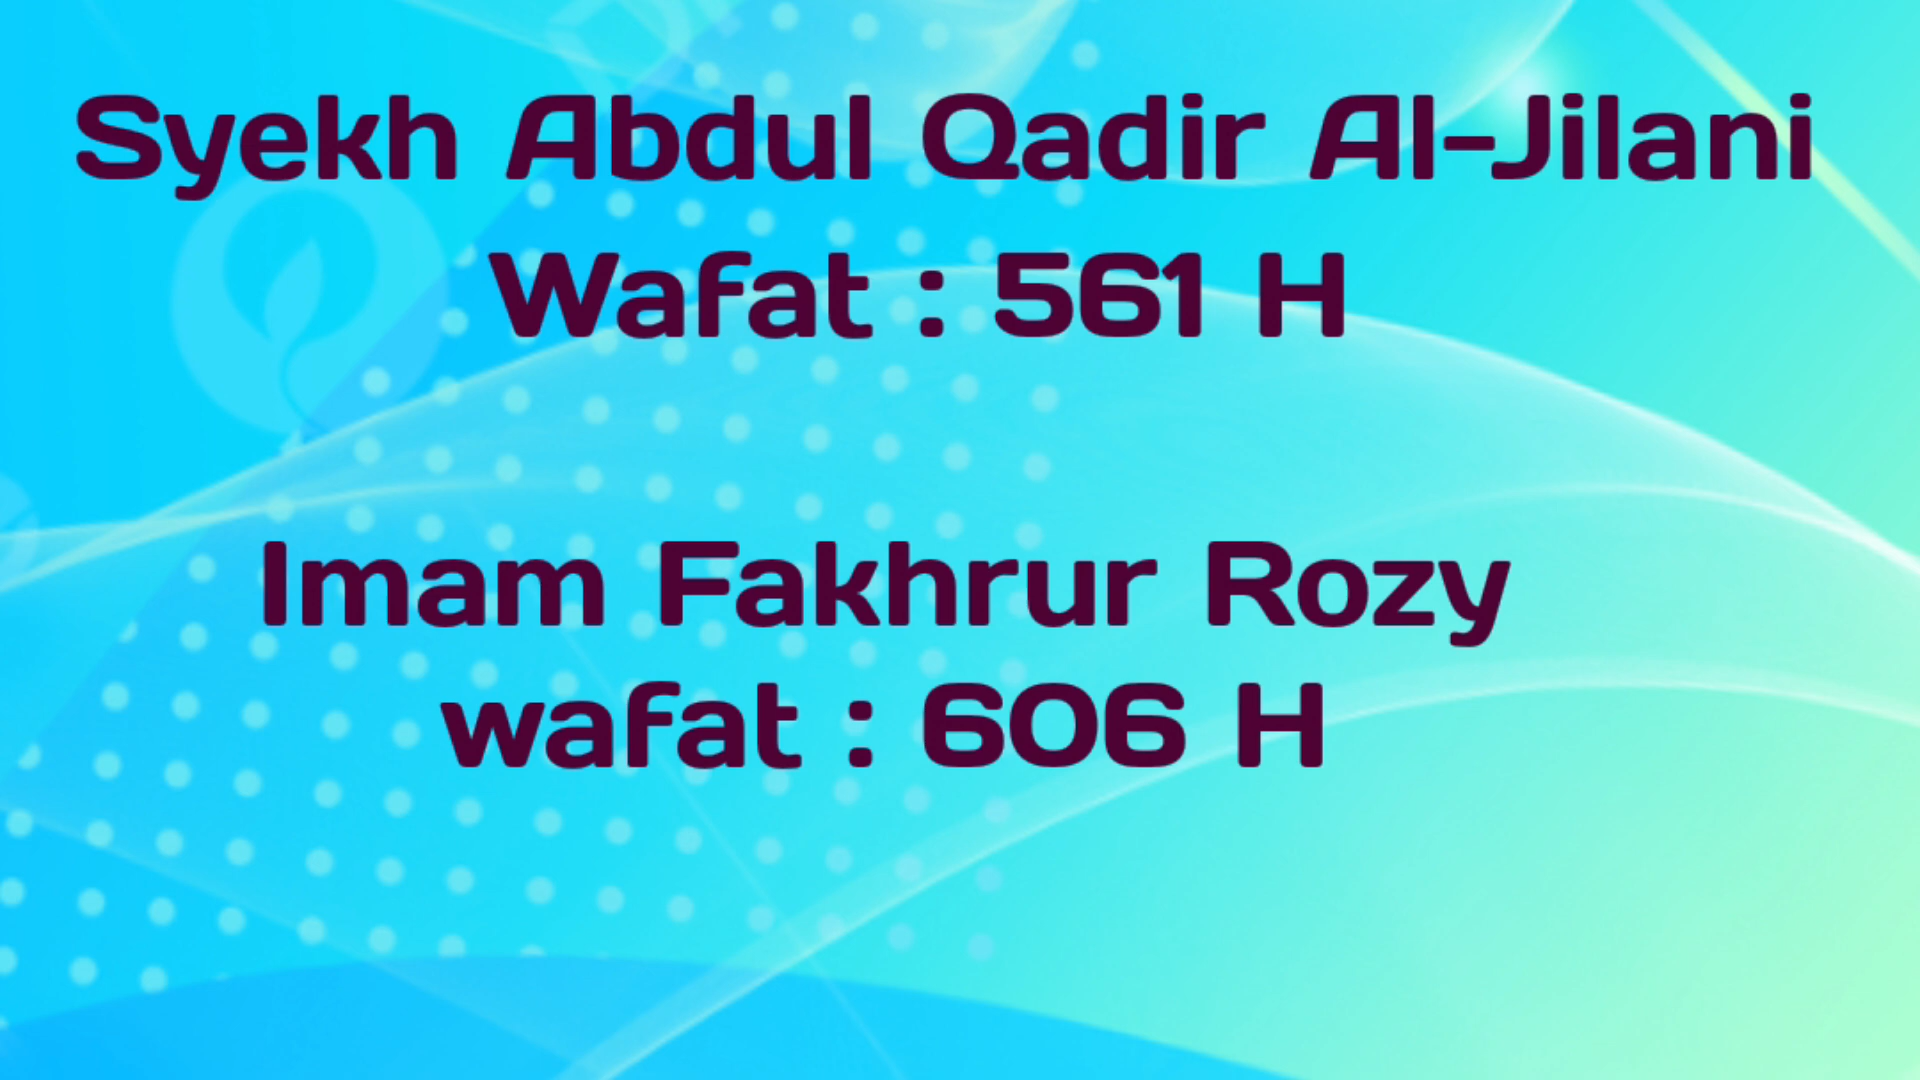 Syekh Abdul Qadir Al-Jilani
Wafat : 561 H
Imam Fakhrur Rozy
wafat : 606 H